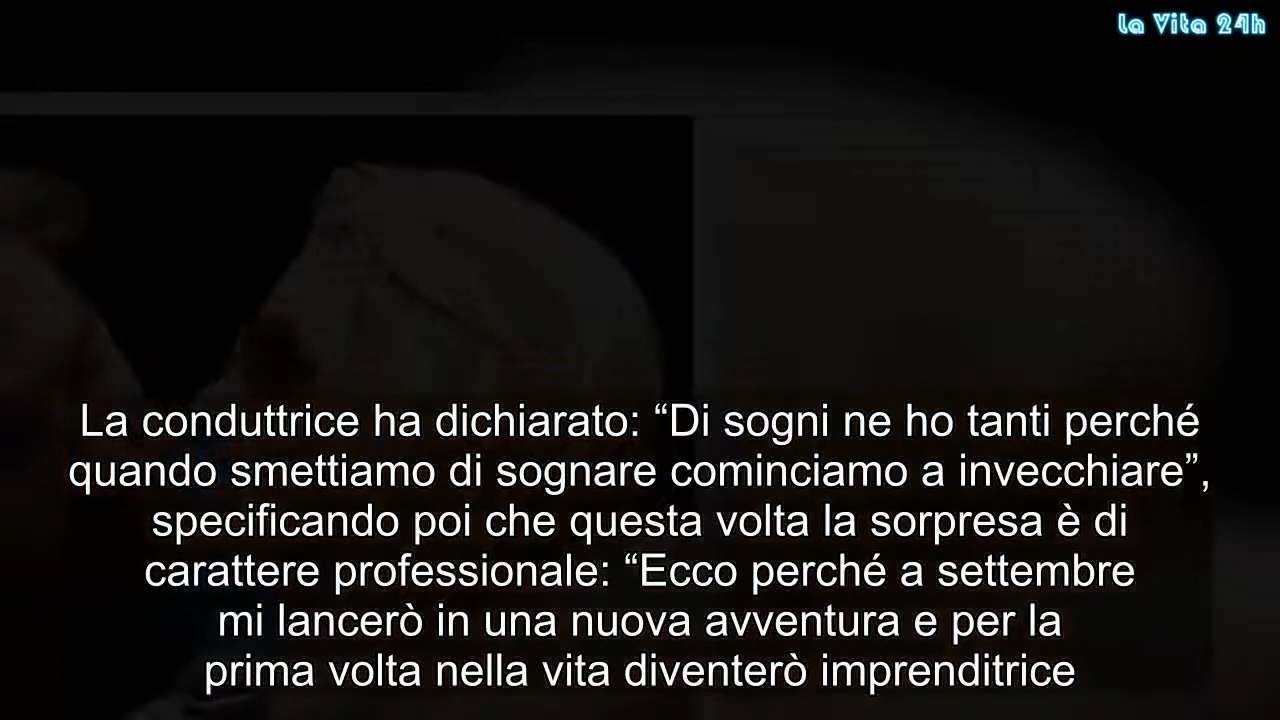 La Vita 24h
La conduttrice ha dichiarato: “Di sogni ne ho tanti perché
quando smettiamo di sognare cominciamo a invecchiare”,
specificando poi che questa volta la sorpresa è di
carattere professionale: “Ecco perché a settembre
mi lancerò in una nuova avventura e per la
prima volta nella vita diventerò imprenditrice